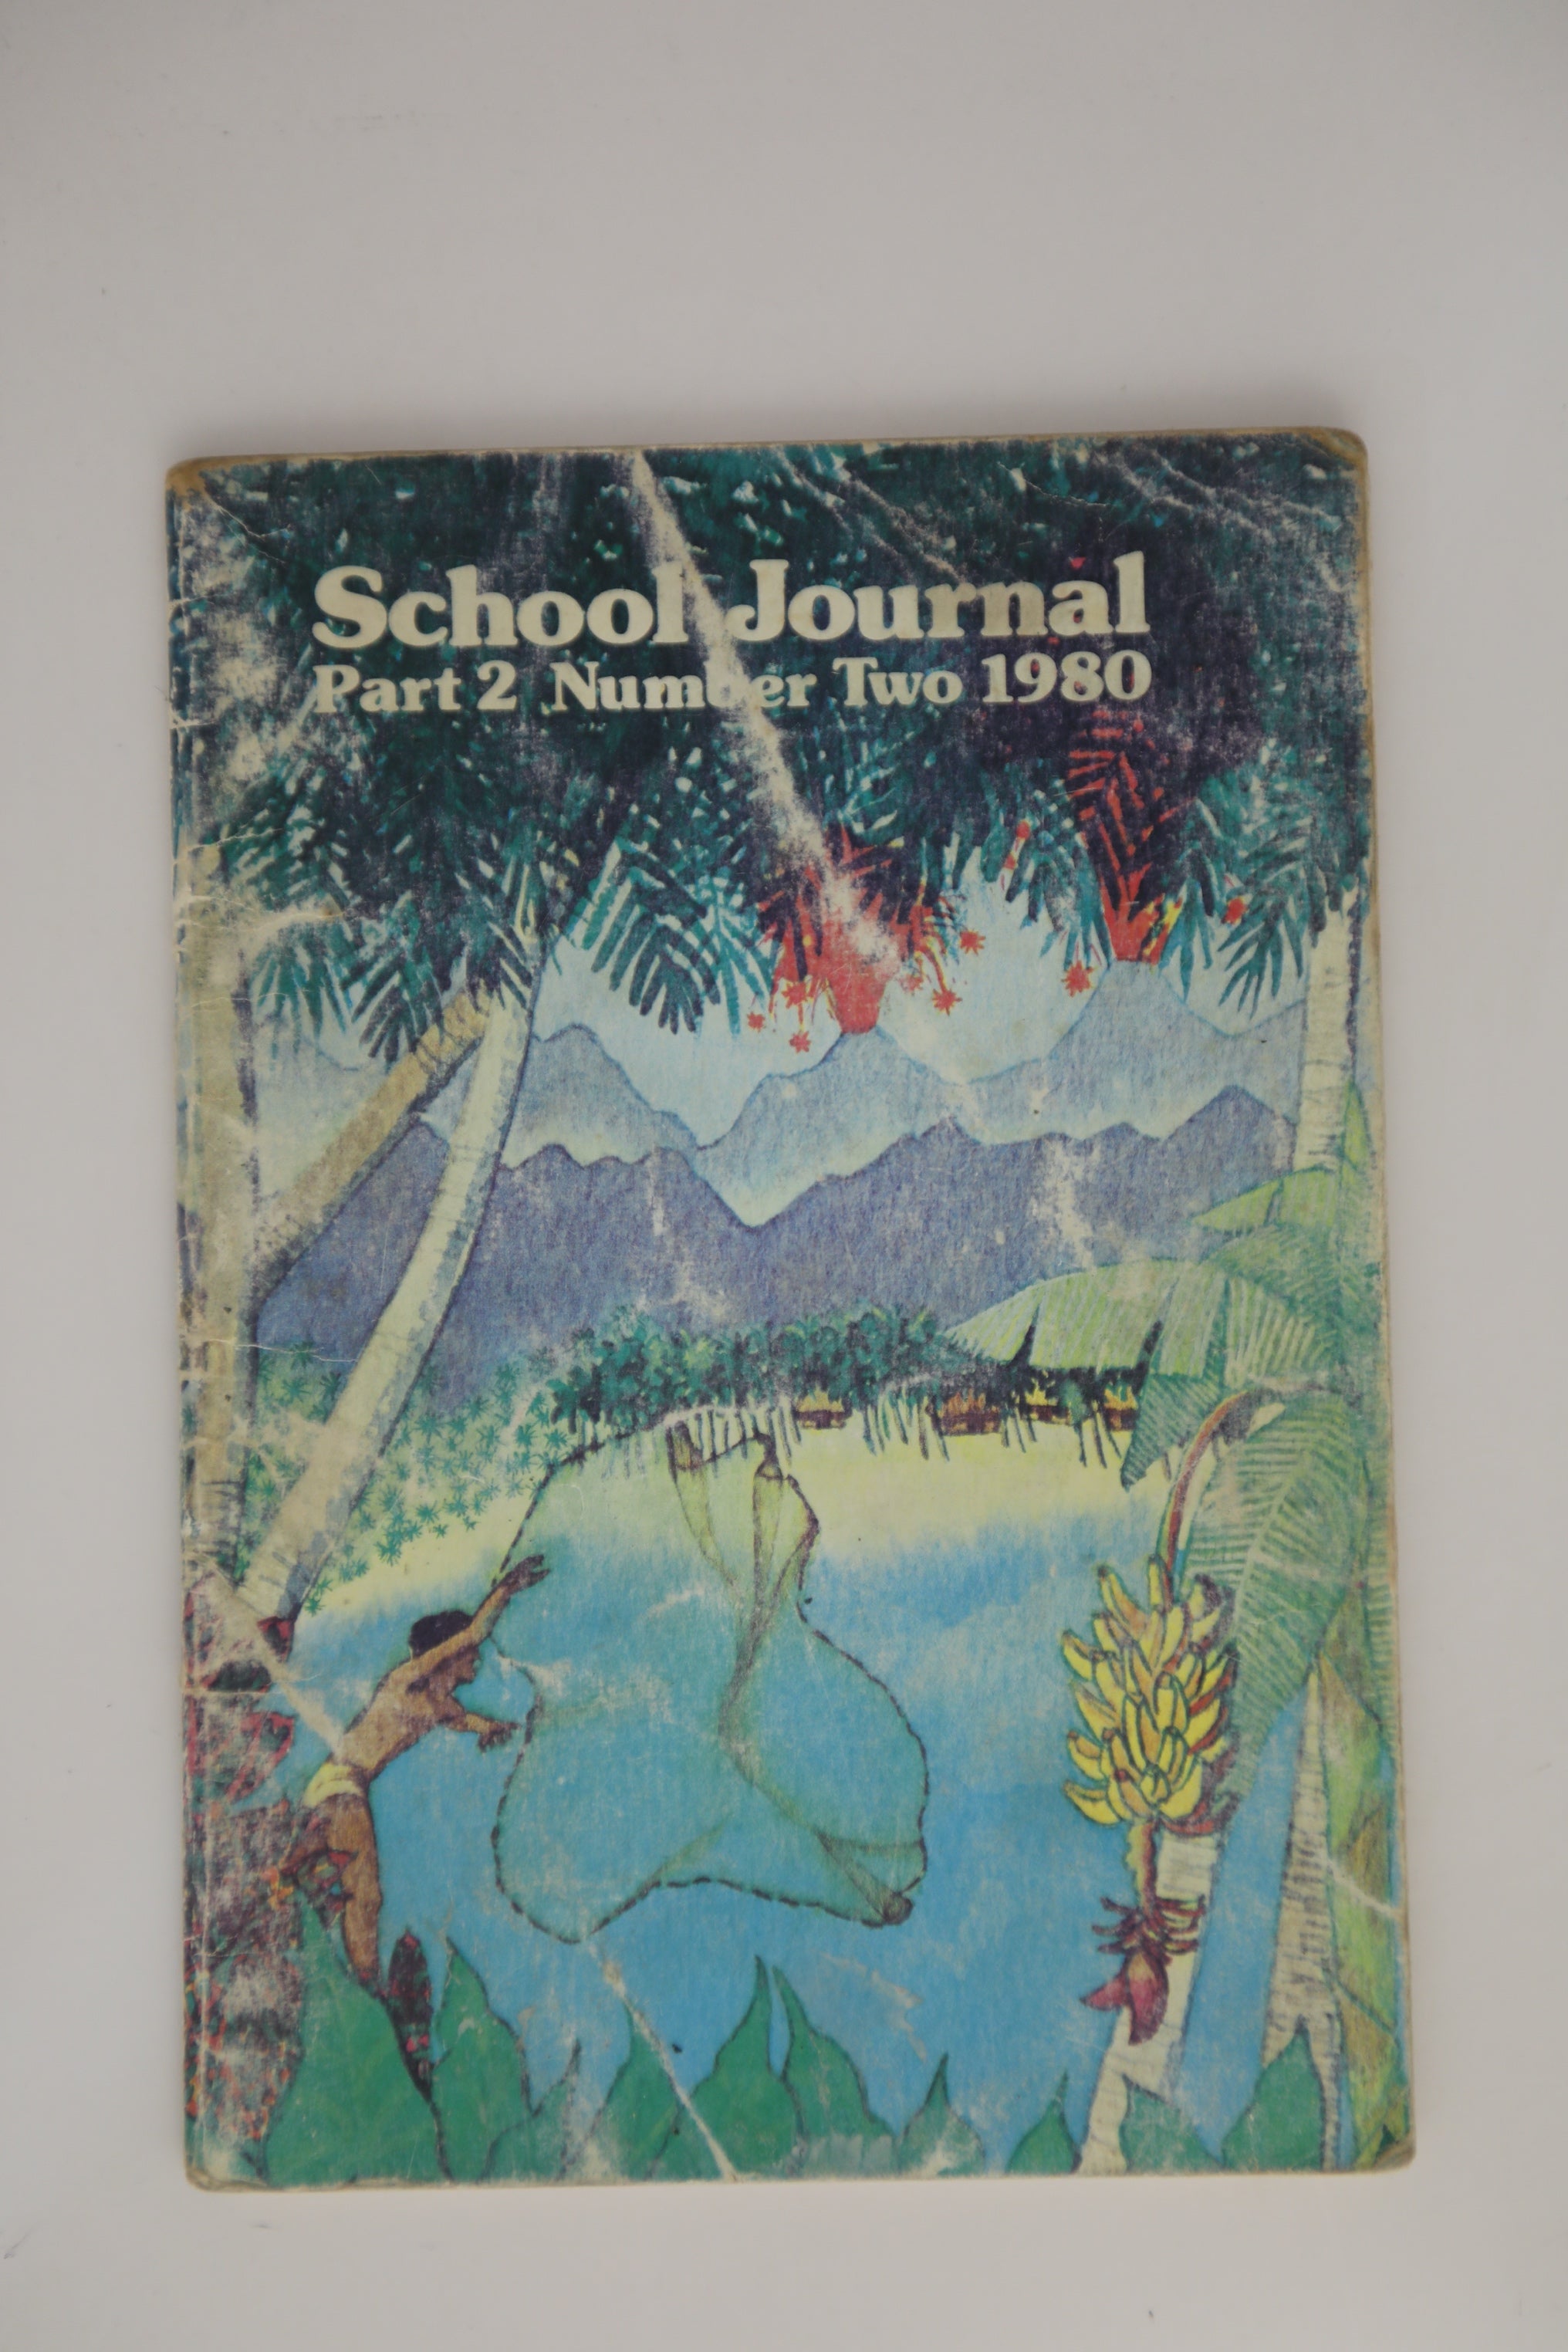 School Journal
Part 2 Number Two 1980